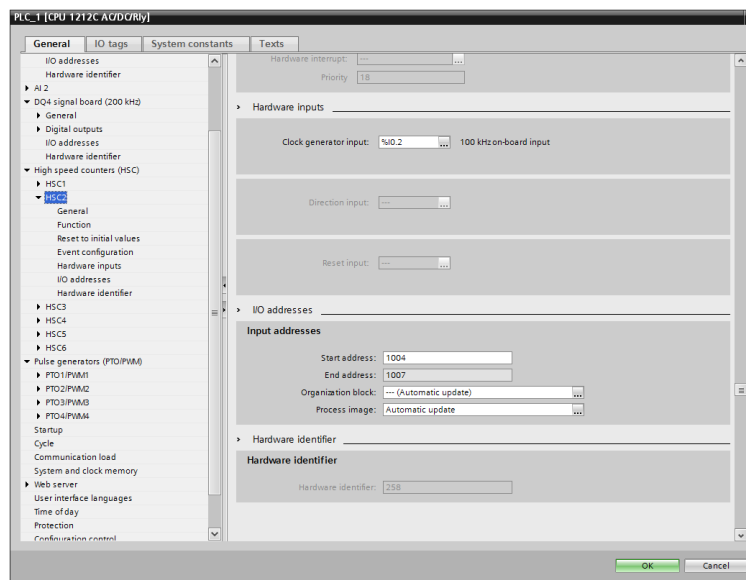 PLC_1 [CPU 1212C AC/DC/Rly]
General IO tags System constants Texts
I/O addresses
Hardware identifier
AI 2
DQ4 signal board (200 kHz)
General
Digital outputs
I/O addresses
Hardware identifier
High speed counters (HSC)
HSC1
HSC2
General
Function
Reset to initial values
Event configuration
Hardware inputs
I/O addresses
Hardware identifier
HSC3
HSC4
HSC5
HSC6
Pulse generators (PTO/PWM)
PTO1/PWM1
PTO2/PWM2
PTO3/PWM3
PTO4/PWM4
Startup
Cycle
Communication load
System and clock memory
Web server
User interface languages
Time of day
Protection
Configuration control
Hardware interrupt: --- ...
Priority 18
Hardware inputs
Clock generator input: %I0.2 ... 100 kHz on-board input
Direction input: --- ...
Reset input: --- ...
I/O addresses
Input addresses
Start address: 1004
End address: 1007
Organization block: --- (Automatic update) ...
Process image: Automatic update ...
Hardware identifier
Hardware identifier
Hardware identifier: 258
OK Cancel